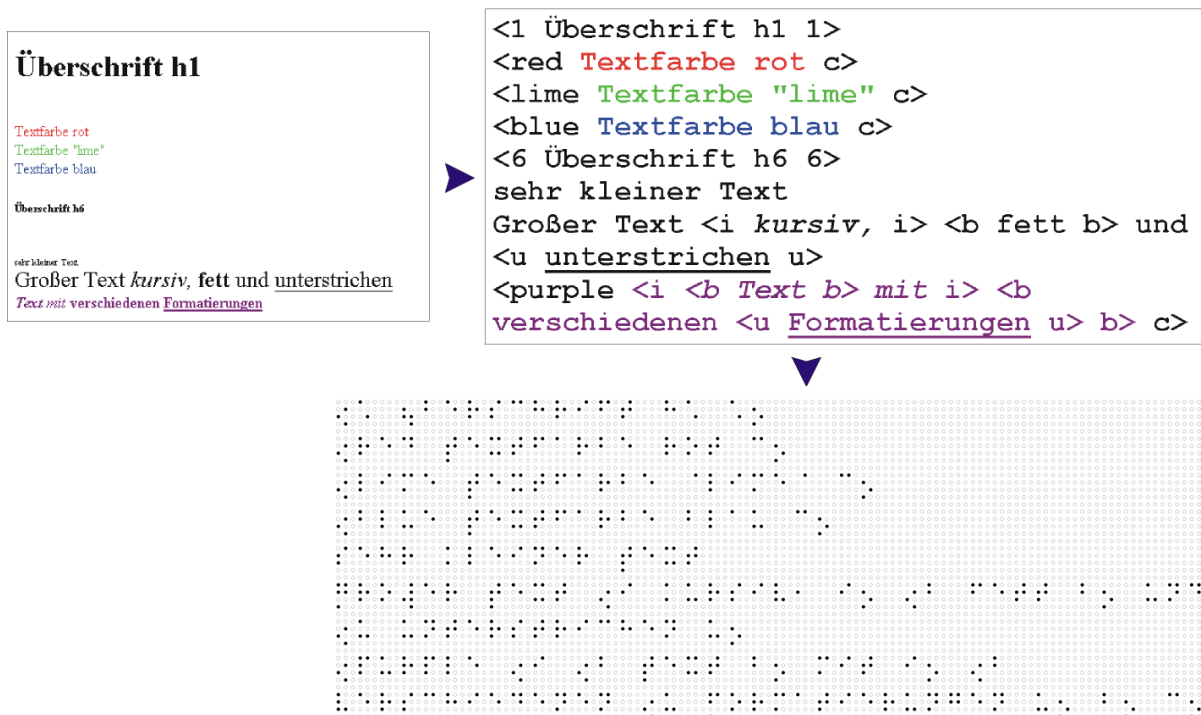 Überschrift h1
Textfarbe rot
Textfarbe "lime"
Textfarbe blau
Überschrift h6
sehr kleiner Text
Großer Text kursiv, fett und unterstrichen
Text mit verschiedenen Formatierungen
<1 Überschrift h1 1>
<red Textfarbe rot c>
<lime Textfarbe "lime" c>
<blue Textfarbe blau c>
<6 Überschrift h6 6>
sehr kleiner Text
Großer Text <i kursiv, i> <b fett b> und
<u unterstrichen u>
<purple <i <b Text b> mit i> <b
verschiedenen <u Formatierungen u> b> c>